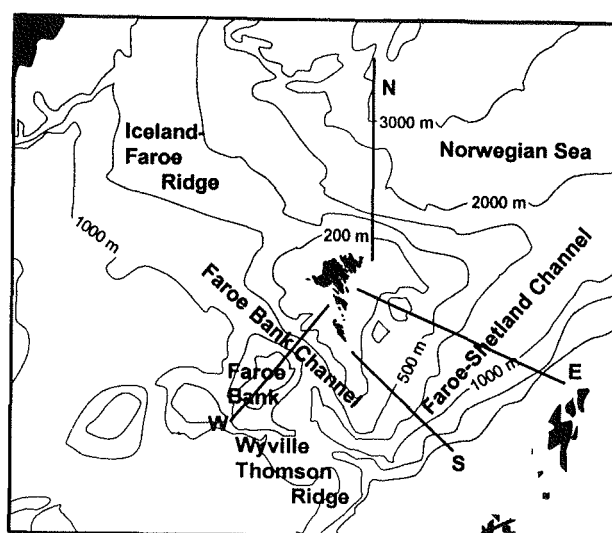 N
3000 m
Iceland-
Faroe
Ridge
Norwegian Sea
2000 m
1000 m
200 m
Faroe Bank Channel
Faroe-Shetland Channel
500 m
1000 m
E
Faroe
Bank
W
Wyville
Thomson
Ridge
S